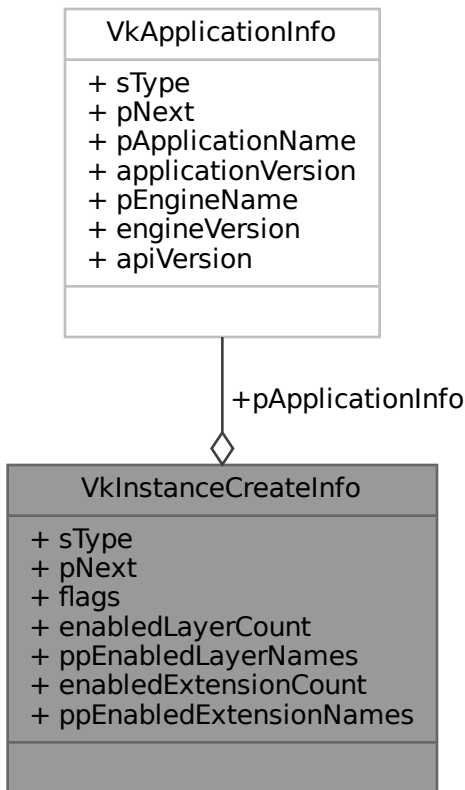 VkApplicationInfo
+ sType
+ pNext
+ pApplicationName
+ applicationVersion
+ pEngineName
+ engineVersion
+ apiVersion
+pApplicationInfo
VkInstanceCreateInfo
+ sType
+ pNext
+ flags
+ enabledLayerCount
+ ppEnabledLayerNames
+ enabledExtensionCount
+ ppEnabledExtensionNames